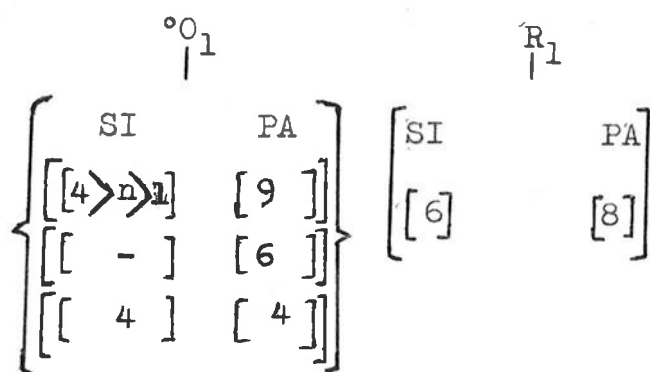 °O1 R1
SI PA SI PA
[[4>n>1] [9 ]] [6] [8]
[[ - ] [6 ]]
[[ 4 ] [ 4]]